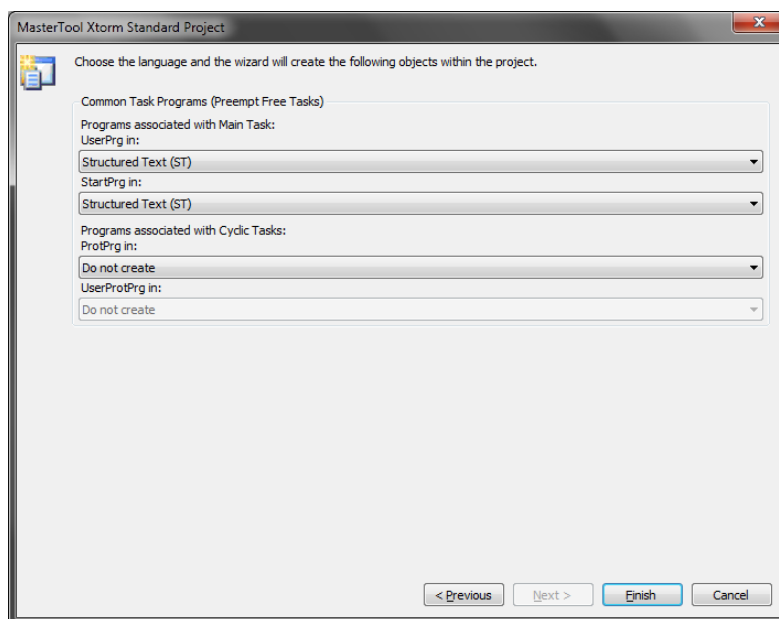 MasterTool Xtorm Standard Project
Choose the language and the wizard will create the following objects within the project.
Common Task Programs (Preempt Free Tasks)
Programs associated with Main Task:
UserPrg in:
Structured Text (ST)
StartPrg in:
Structured Text (ST)
Programs associated with Cyclic Tasks:
ProtPrg in:
Do not create
UserProtPrg in:
Do not create
< Previous
Next >
Finish
Cancel